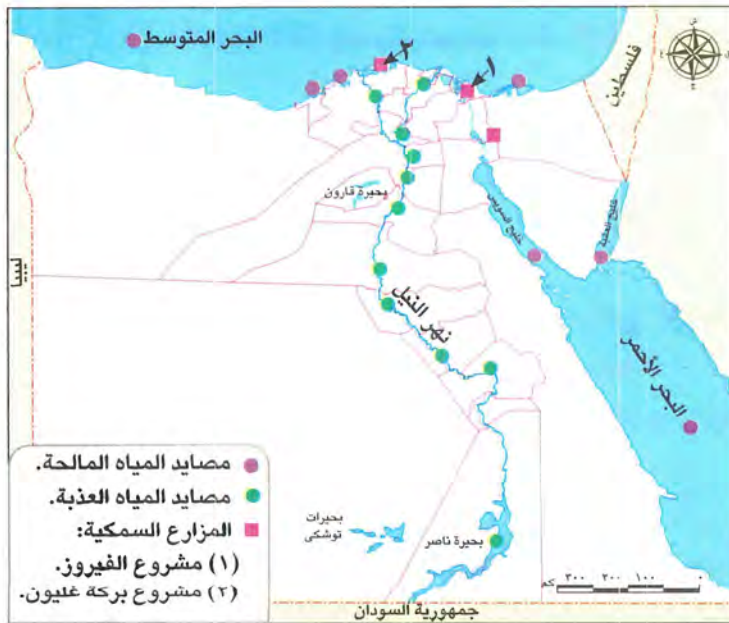 البحر المتوسط
٢
١
فلسطين
ش
بحيرة قارون
خليج السويس
خليج العقبة
ليبيا
نهر النيل
البحر الأحمر
مصايد المياه المالحة.
مصايد المياه العذبة.
المزارع السمكية:
(١) مشروع الفيروز.
(٢) مشروع بركة غليون.
بحيرات
توشكى
بحيرة ناصر
كم ٣٠٠ ٢٠٠ ١٠٠ ٠
جمهورية السودان